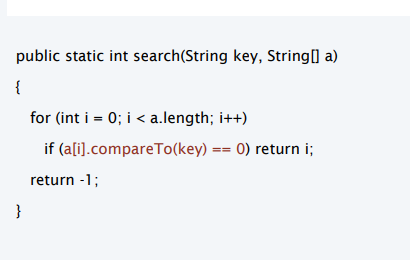 public static int search(String key, String[] a)
{
for (int i = 0; i < a.length; i++)
if (a[i].compareTo(key) == 0) return i;
return -1;
}